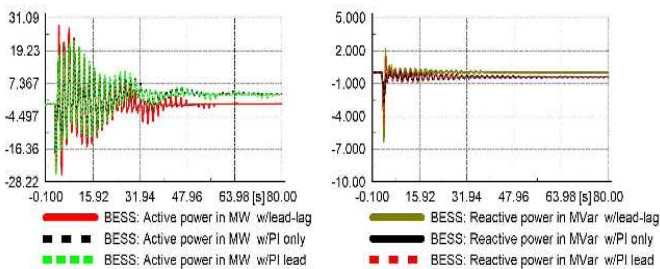 31.09
19.23
7.367
-4.497
-16.36
-28.22
-0.100 15.92 31.94 47.96 63.98 [s] 80.00
BESS: Active power in MW w/lead-lag
BESS: Active power in MW w/PI only
BESS: Active power in MW w/PI lead
5.000
2.000
-1.000
-4.000
-7.000
-10.00
-0.100 15.92 31.94 47.96 63.98 [s] 80.00
BESS: Reactive power in MVar w/lead-lag
BESS: Reactive power in MVar w/PI only
BESS: Reactive power in MVar w/PI lead